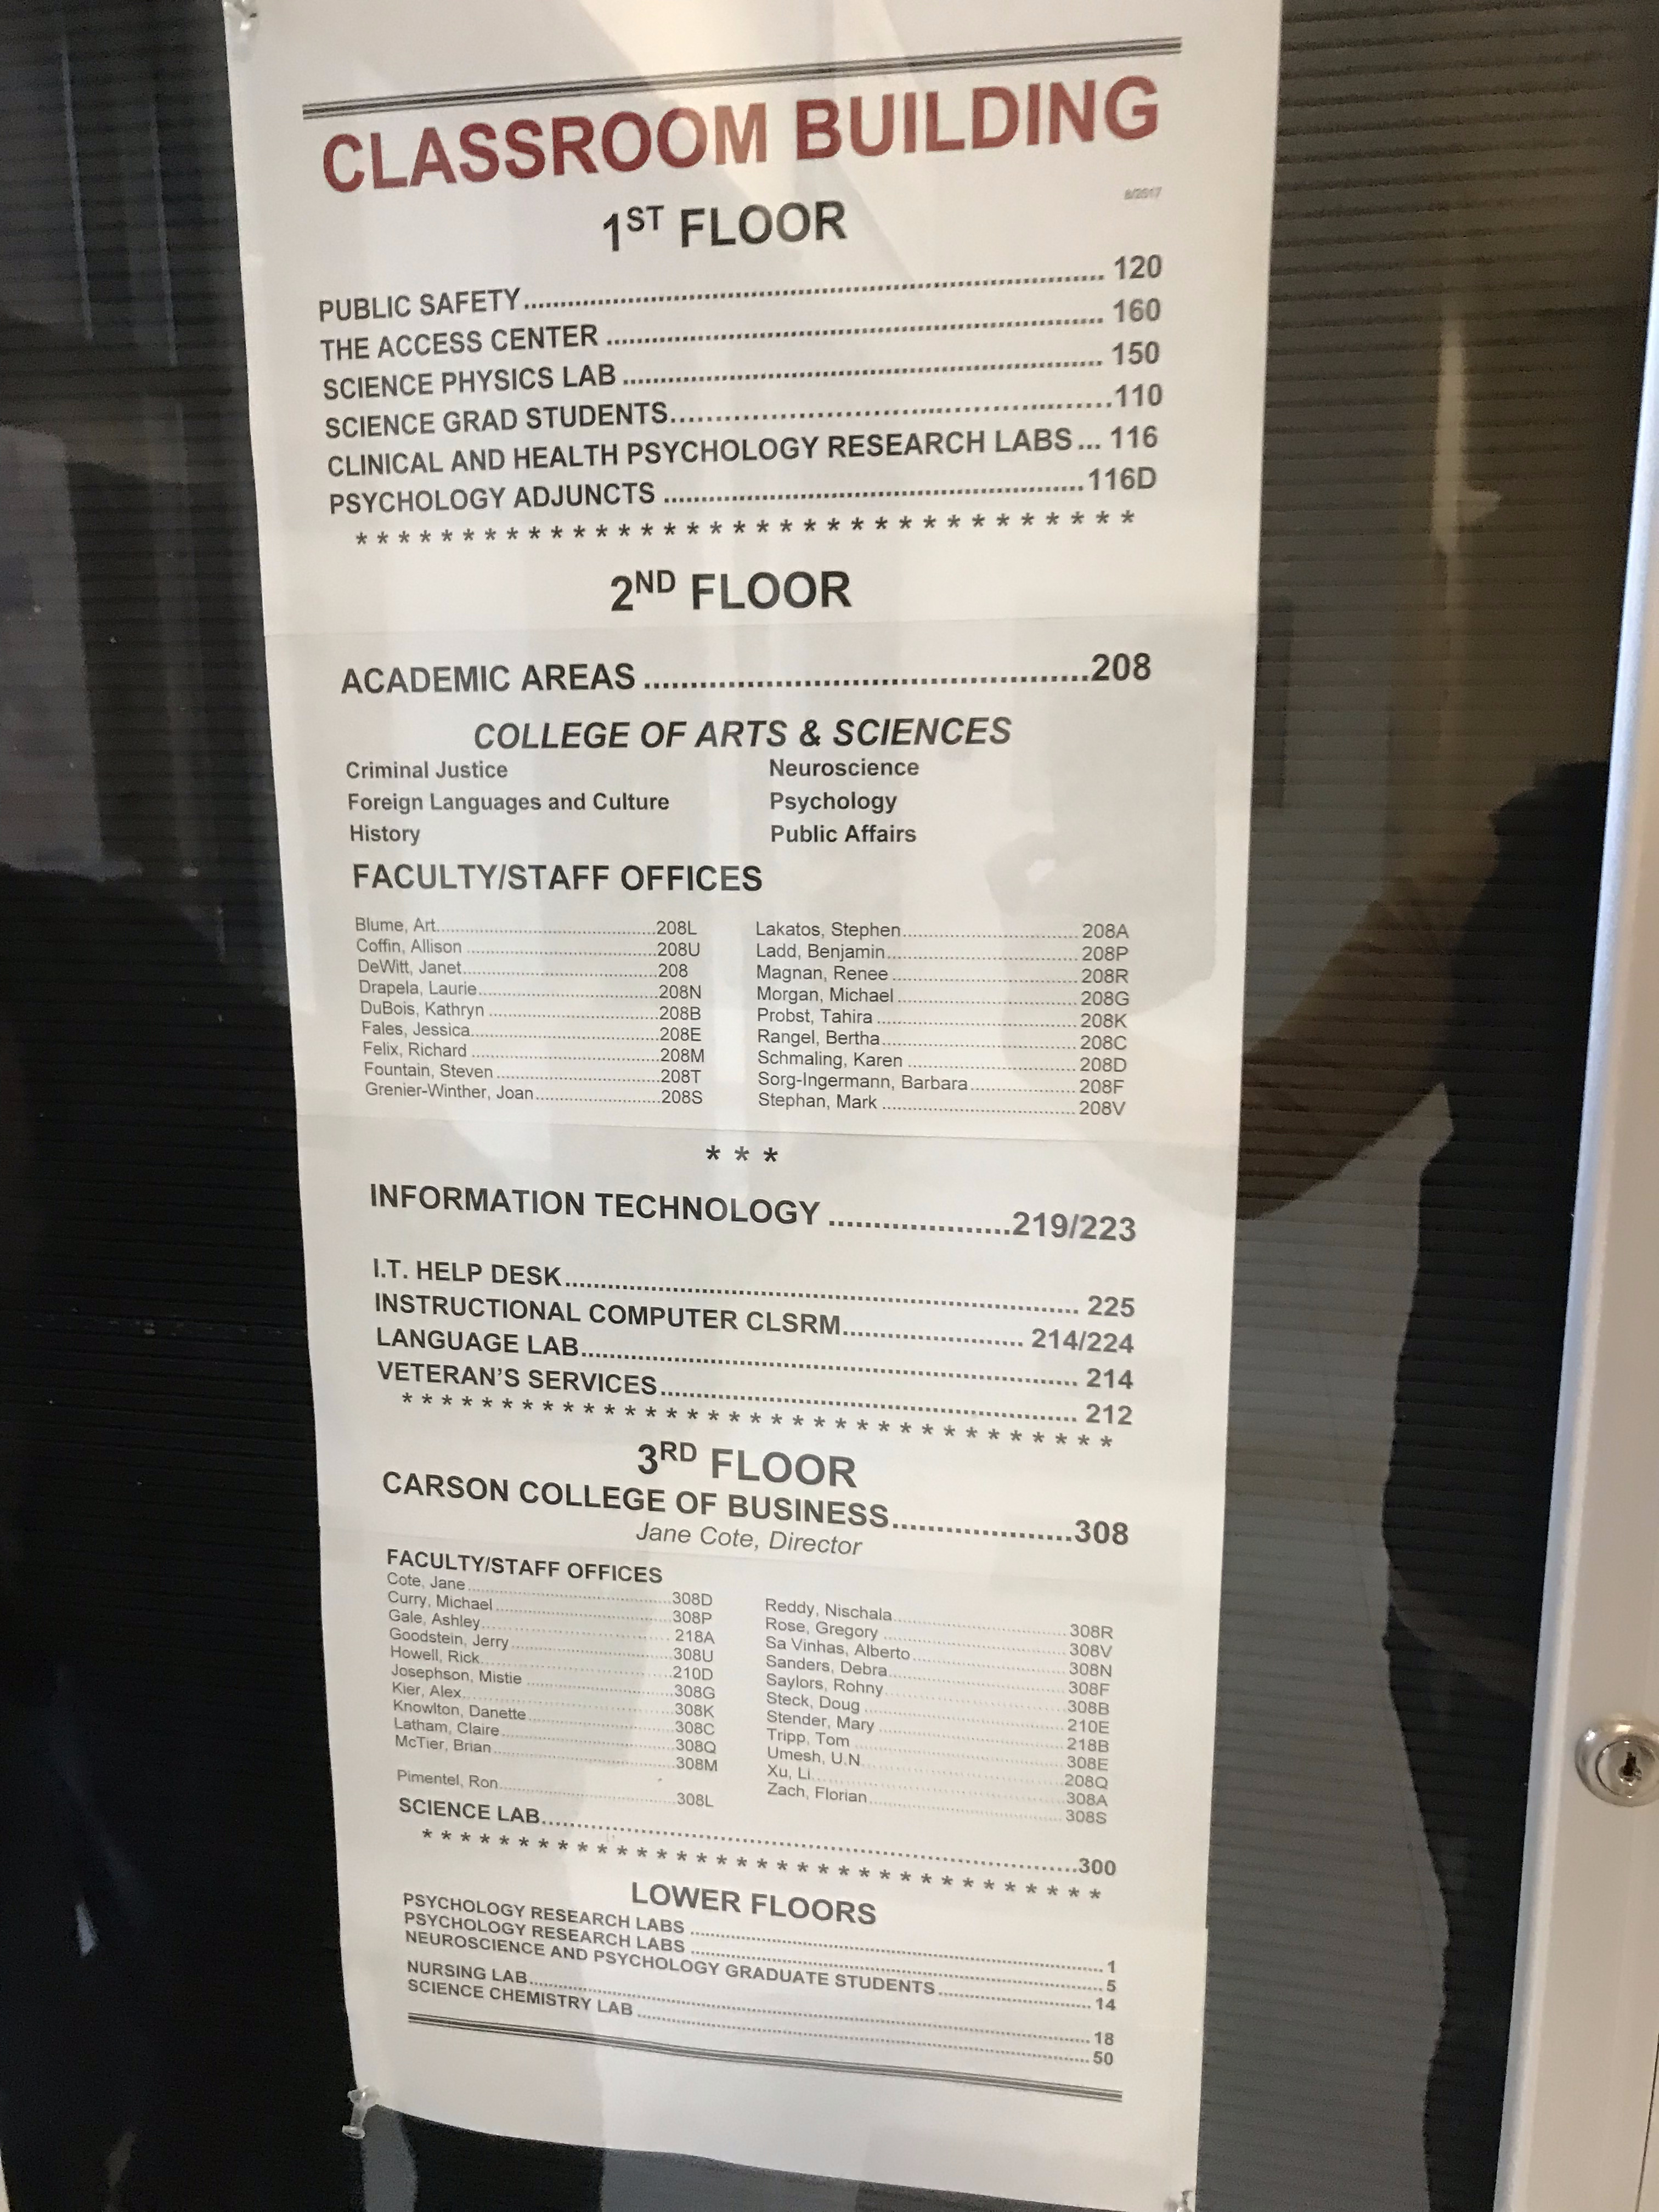 CLASSROOM BUILDING
8/2017
1ST FLOOR
PUBLIC SAFETY........ 120
THE ACCESS CENTER ........ 160
SCIENCE PHYSICS LAB ........ 150
SCIENCE GRAD STUDENTS........110
CLINICAL AND HEALTH PSYCHOLOGY RESEARCH LABS ... 116
PSYCHOLOGY ADJUNCTS ........116D
* * * * * * * * * * * * * * * * * * * * * * * * * * * * * * * * * * * *
2ND FLOOR
ACADEMIC AREAS ........208
COLLEGE OF ARTS & SCIENCES
Criminal Justice Neuroscience
Foreign Languages and Culture Psychology
History Public Affairs
FACULTY/STAFF OFFICES
Blume, Art........208L
Coffin, Allison ........208U
DeWitt, Janet........208
Drapela, Laurie........208N
DuBois, Kathryn ........208B
Fales, Jessica........208E
Felix, Richard ........208M
Fountain, Steven ........208T
Grenier-Winther, Joan........208S
Lakatos, Stephen........ 208A
Ladd, Benjamin........ 208P
Magnan, Renee ........ 208R
Morgan, Michael ........ 208G
Probst, Tahira ........ 208K
Rangel, Bertha........ 208C
Schmaling, Karen ........ 208D
Sorg-Ingermann, Barbara........ 208F
Stephan, Mark ........ 208V
* * *
INFORMATION TECHNOLOGY ........219/223
I.T. HELP DESK........ 225
INSTRUCTIONAL COMPUTER CLSRM........ 214/224
LANGUAGE LAB........ 214
VETERAN'S SERVICES........ 212
* * * * * * * * * * * * * * * * * * * * * * * * * * * * * * * * *
3RD FLOOR
CARSON COLLEGE OF BUSINESS........308
Jane Cote, Director
FACULTY/STAFF OFFICES
Cote, Jane ........308D
Curry, Michael ........308P
Gale, Ashley........ 218A
Goodstein, Jerry........308U
Howell, Rick........210D
Josephson, Mistie ........308G
Kier, Alex........308K
Knowlton, Danette........308C
Latham, Claire........308Q
McTier, Brian........308M
Pimentel, Ron........308L
Reddy, Nischala........308R
Rose, Gregory ........308V
Sa Vinhas, Alberto ........308N
Sanders, Debra........308F
Saylors, Rohny........308B
Steck, Doug ........210E
Stender, Mary ........218B
Tripp, Tom ........308E
Umesh, U.N........208Q
Xu, Li........308A
Zach, Florian........308S
SCIENCE LAB........300
* * * * * * * * * * * * * * * * * * * * * * * * * * * * * * * * *
LOWER FLOORS
PSYCHOLOGY RESEARCH LABS ........1
PSYCHOLOGY RESEARCH LABS ........5
NEUROSCIENCE AND PSYCHOLOGY GRADUATE STUDENTS........14
NURSING LAB........18
SCIENCE CHEMISTRY LAB ........50